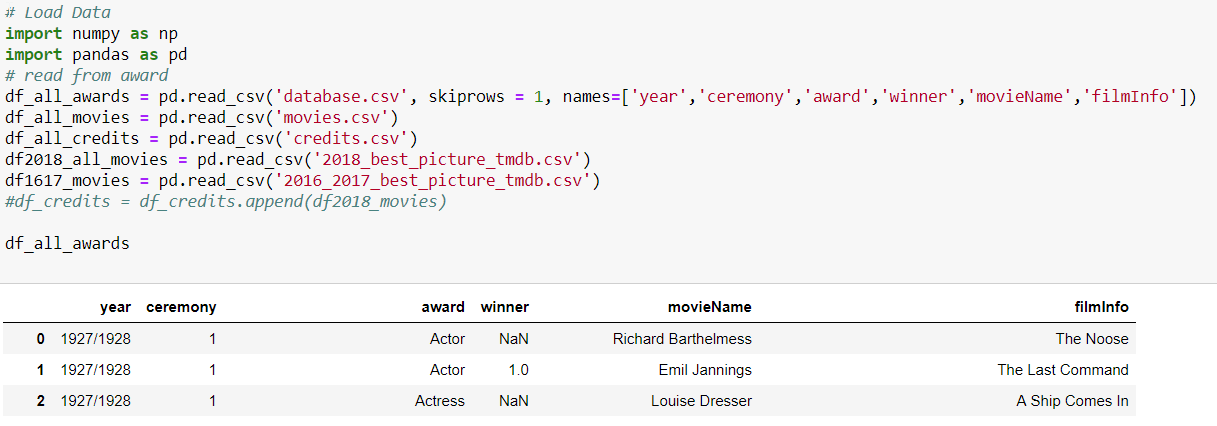 # Load Data
import numpy as np
import pandas as pd
# read from award
df_all_awards = pd.read_csv('database.csv', skiprows = 1, names=['year','ceremony','award','winner','movieName','filmInfo'])
df_all_movies = pd.read_csv('movies.csv')
df_all_credits = pd.read_csv('credits.csv')
df2018_all_movies = pd.read_csv('2018_best_picture_tmdb.csv')
df1617_movies = pd.read_csv('2016_2017_best_picture_tmdb.csv')
#df_credits = df_credits.append(df2018_movies)
df_all_awards
year ceremony award winner movieName filmInfo
0 1927/1928 1 Actor NaN Richard Barthelmess The Noose
1 1927/1928 1 Actor 1.0 Emil Jannings The Last Command
2 1927/1928 1 Actress NaN Louise Dresser A Ship Comes In